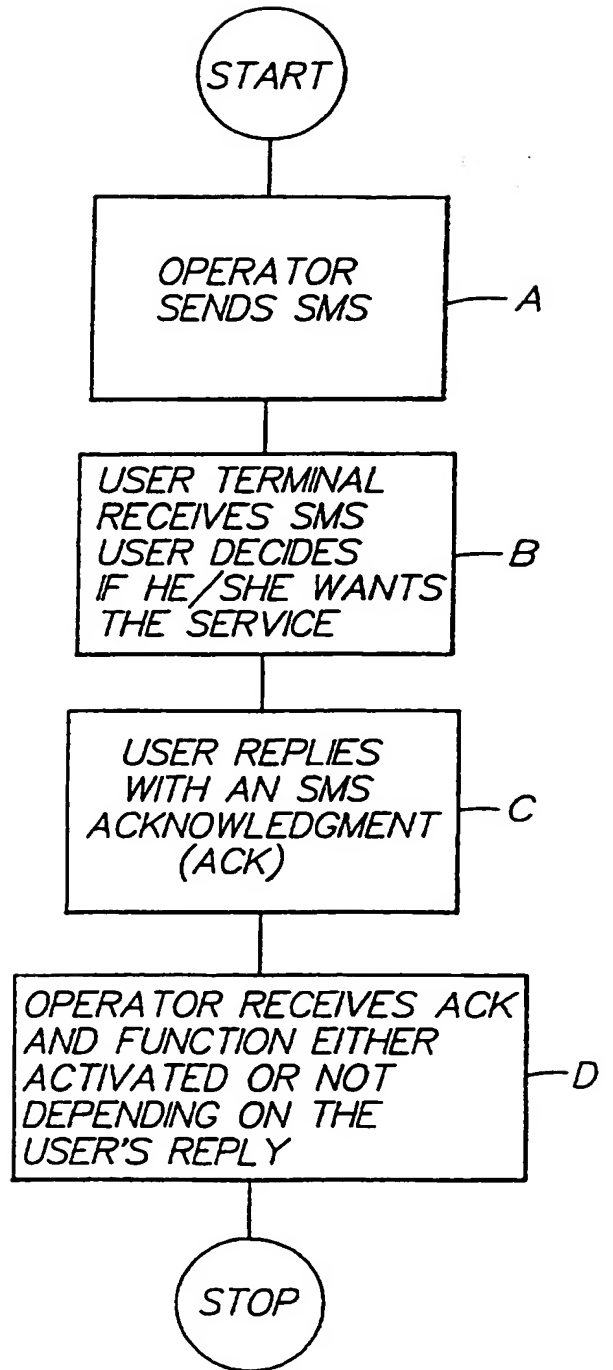 START
OPERATOR
SENDS SMS
A
USER TERMINAL
RECEIVES SMS
USER DECIDES
IF HE/SHE WANTS
THE SERVICE
B
USER REPLIES
WITH AN SMS
ACKNOWLEDGMENT
(ACK)
C
OPERATOR RECEIVES ACK
AND FUNCTION EITHER
ACTIVATED OR NOT
DEPENDING ON THE
USER'S REPLY
D
STOP